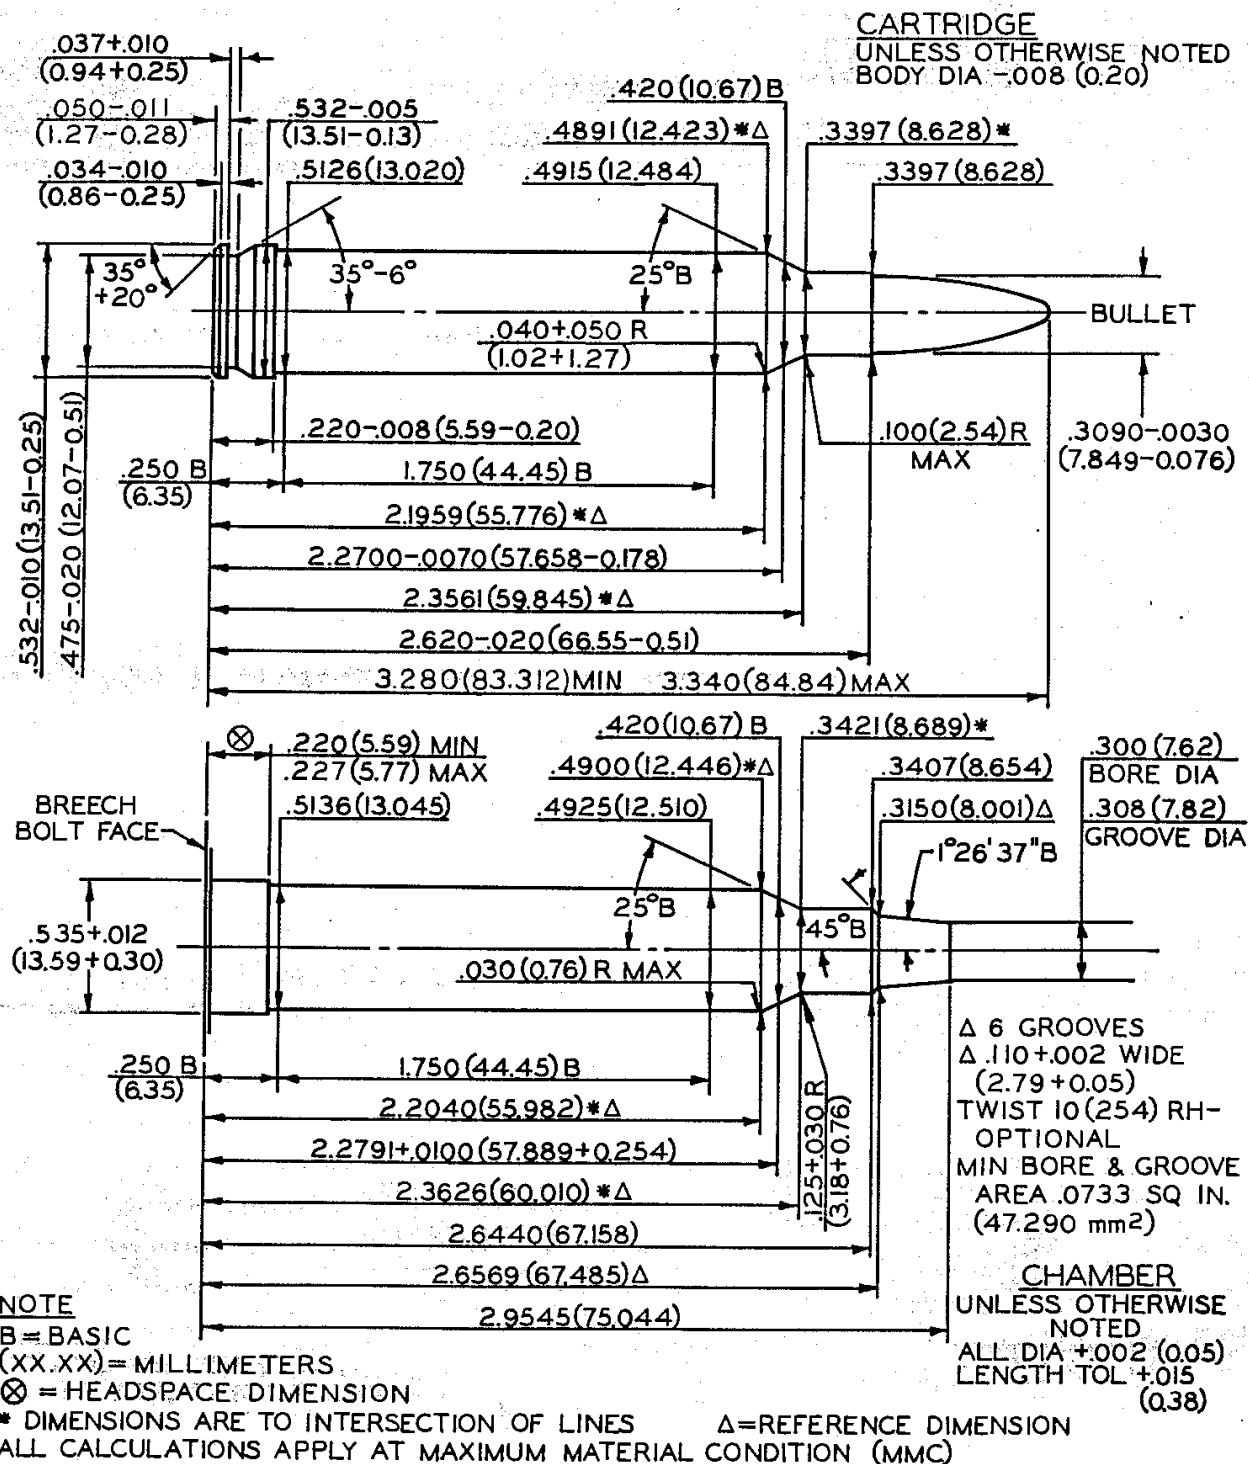 CARTRIDGE
UNLESS OTHERWISE NOTED
BODY DIA -.008 (0.20)
.037+.010
(0.94+0.25)
.050-.011
(1.27-0.28)
.034-.010
(0.86-0.25)
.532-.005
(13.51-0.13)
.5126(13.020)
.420(10.67)B
.4891(12.423)*Δ
.4915(12.484)
.3397(8.628)*
.3397(8.628)
35°
+20°
35°-6°
25°B
BULLET
.040+.050 R
(1.02+1.27)
.532-.010(13.51-0.25)
.475-.020(12.07-0.51)
.220-.008(5.59-0.20)
.100(2.54)R
MAX
.3090-.0030
(7.849-0.076)
.250 B
(6.35)
1.750(44.45)B
2.1959(55.776)*Δ
2.2700-.0070(57.658-0.178)
2.3561(59.845)*Δ
2.620-.020(66.55-0.51)
3.280(83.312)MIN 3.340(84.84)MAX
⊗
.220(5.59) MIN
.227(5.77) MAX
.5136(13.045)
.420(10.67) B
.4900(12.446)*Δ
.4925(12.510)
.3421(8.689)*
.3407(8.654)
.3150(8.001)Δ
.300(7.62)
BORE DIA
.308(7.82)
GROOVE DIA
BREECH
BOLT FACE
1°26'37"B
25°B
45°B
.535+.012
(13.59+0.30)
.030(0.76) R MAX
.250 B
(6.35)
1.750(44.45)B
2.2040(55.982)*Δ
2.2791+.0100(57.889+0.254)
2.3626(60.010)*Δ
2.6440(67.158)
2.6569(67.485)Δ
2.9545(75.044)
.125+.030 R
(3.18+0.76)
Δ 6 GROOVES
Δ .110+.002 WIDE
(2.79+0.05)
TWIST 10(254) RH-
OPTIONAL
MIN BORE & GROOVE
AREA .0733 SQ IN.
(47.290 mm2)
CHAMBER
UNLESS OTHERWISE
NOTED
ALL DIA +.002 (0.05)
LENGTH TOL +.015
(0.38)
NOTE
B=BASIC
(XX.XX)=MILLIMETERS
⊗ = HEADSPACE DIMENSION
* DIMENSIONS ARE TO INTERSECTION OF LINES Δ=REFERENCE DIMENSION
ALL CALCULATIONS APPLY AT MAXIMUM MATERIAL CONDITION (MMC)